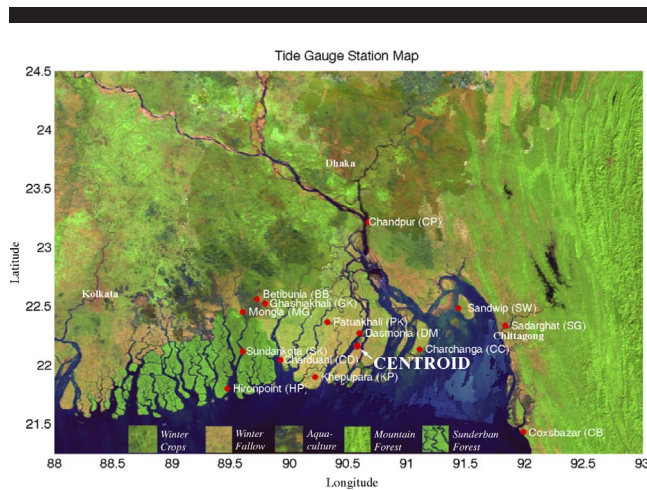 Tide Gauge Station Map
24.5
24
23.5
23
22.5
22
21.5
Latitude
Dhaka
Chandpur (CP)
Kolkata
Betibunia (BB
Ghashiakhali (GK)
Mongla (MG)
Sandwip (SW)
Patuakhali (PK)
Sadarghat (SG)
Chittagong
Dasmonia (DM
Sundarikota (SK)
Charchanga (CC)
Charduani (CD)
CENTROID
Khepupara (KP)
Hironpoint (HP)
Coxsbazar (CB
Winter Crops
Winter Fallow
Aqua-culture
Mountain Forest
Sunderban Forest
88 88.5 89 89.5 90 90.5 91 91.5 92 92.5 93
Longitude